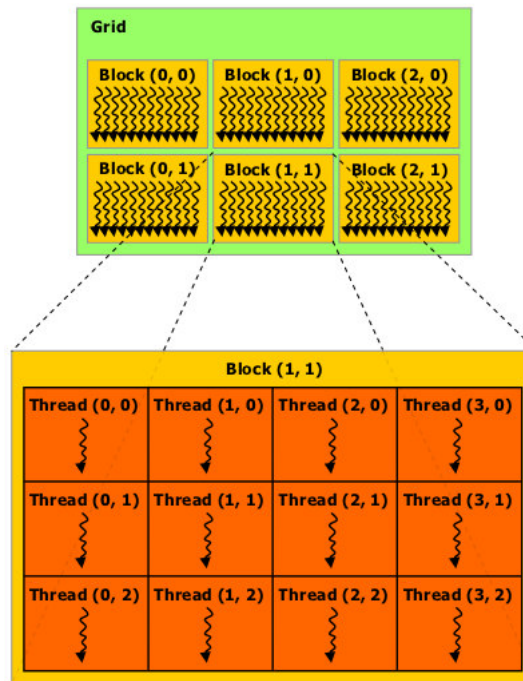 Grid
Block (0, 0) Block (1, 0) Block (2, 0)
Block (0, 1) Block (1, 1) Block (2, 1)
Block (1, 1)
Thread (0, 0) Thread (1, 0) Thread (2, 0) Thread (3, 0)
Thread (0, 1) Thread (1, 1) Thread (2, 1) Thread (3, 1)
Thread (0, 2) Thread (1, 2) Thread (2, 2) Thread (3, 2)